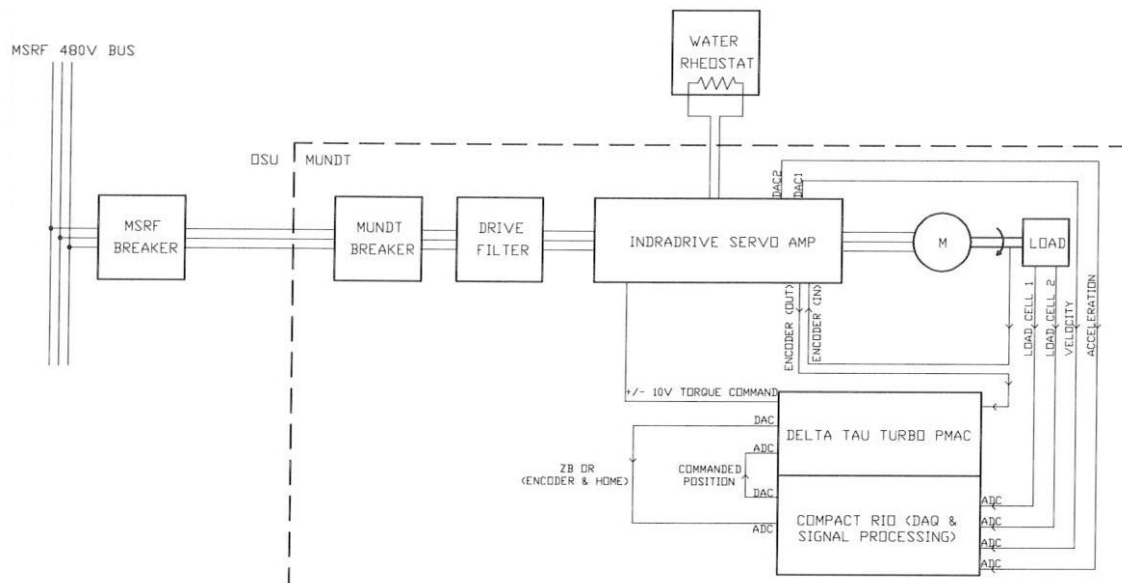 WATER
RHEOSTAT
MSRF 480V BUS
OSU
MUNDT
DAC2
DAC1
MSRF
BREAKER
MUNDT
BREAKER
DRIVE
FILTER
INDRADRIVE SERVO AMP
M
LOAD
ENCODER (OUT)
ENCODER (IN)
LOAD CELL 1
LOAD CELL 2
VELOCITY
ACCELERATION
+/- 10V TORQUE COMMAND
DAC
DELTA TAU TURBO PMAC
ADC
ZB OR
(ENCODER & HOME)
COMMANDED
POSITION
DAC
COMPACT RIO (DAQ &
SIGNAL PROCESSING)
ADC
ADC
ADC
ADC
ADC